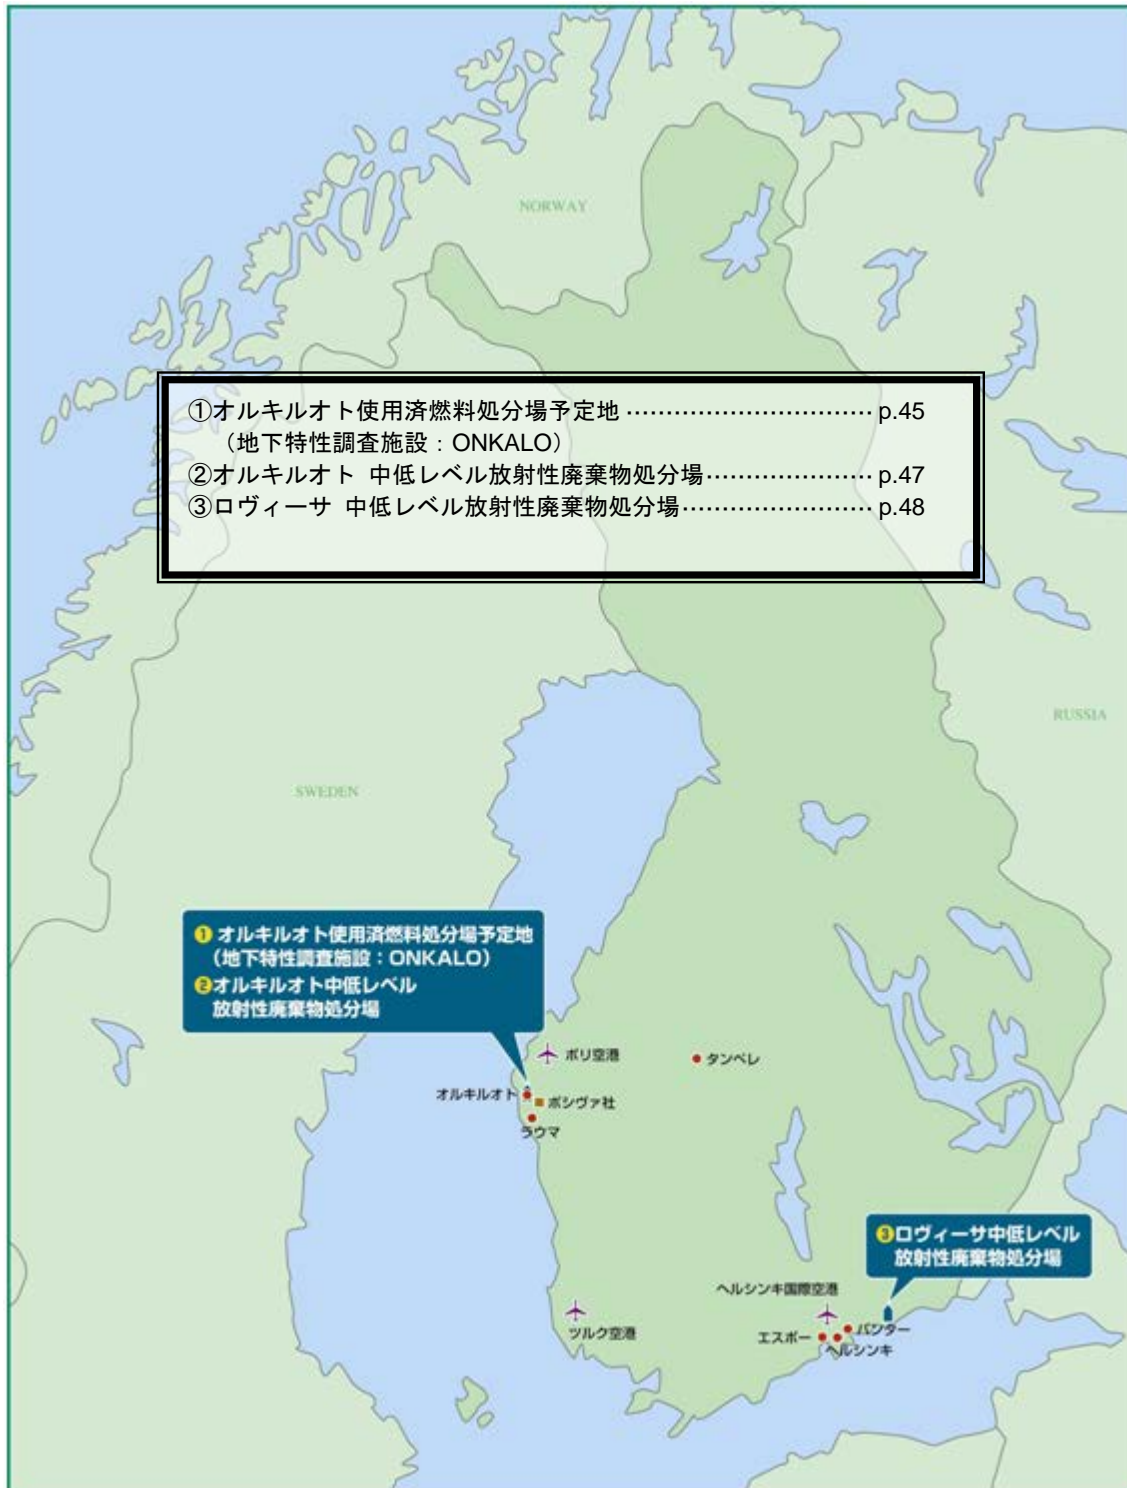 NORWAY
①オルキルオト使用済燃料処分場予定地 ······························· p.45
（地下特性調査施設：ONKALO）
②オルキルオト 中低レベル放射性廃棄物処分場····················· p.47
③ロヴィーサ 中低レベル放射性廃棄物処分場························ p.48
RUSSIA
SWEDEN
❶ オルキルオト使用済燃料処分場予定地
（地下特性調査施設：ONKALO）
❷オルキルオト中低レベル
放射性廃棄物処分場
ポリ空港
タンペレ
オルキルオト
ポシヴァ社
ラウマ
❸ロヴィーサ中低レベル
放射性廃棄物処分場
ヘルシンキ国際空港
ツルク空港
バンター
エスポー
ヘルシンキ